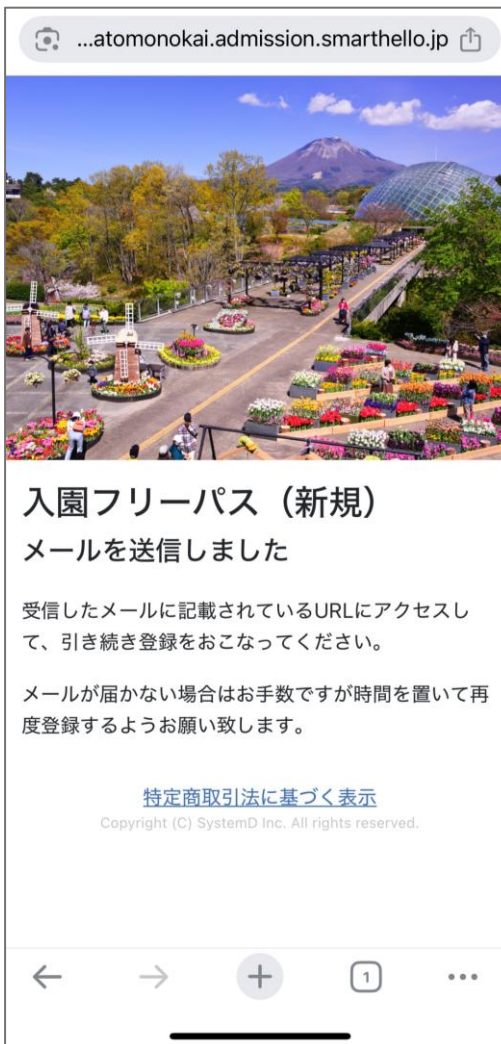 ...atomonokai.admission.smarthello.jp
入園フリーパス（新規）
メールを送信しました
受信したメールに記載されているURLにアクセスし
て、引き続き登録をおこなってください。
メールが届かない場合はお手数ですが時間を置いて再
度登録するようお願い致します。
特定商取引法に基づく表示
Copyright (C) SystemD Inc. All rights reserved.
1